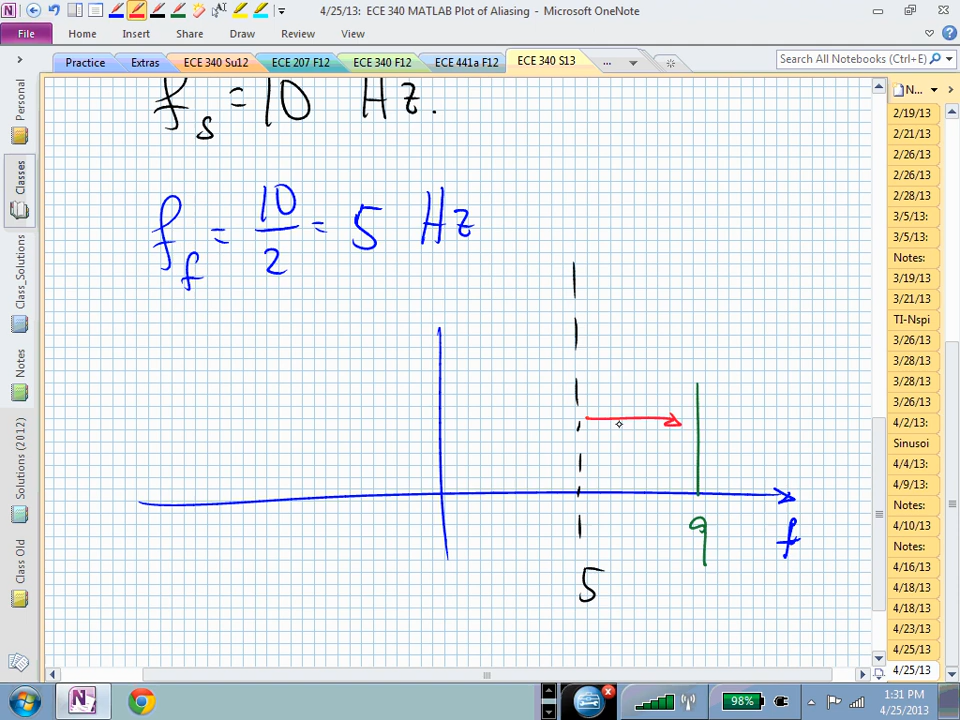 4/25/13: ECE 340 MATLAB Plot of Aliasing - Microsoft OneNote
File Home Insert Share Draw Review View
Practice Extras ECE 340 Su12 ECE 207 F12 ECE 340 F12 ECE 441a F12 ECE 340 S13 ...
Search All Notebooks (Ctrl+E)
Personal
Classes
Class_Solutions
Notes
Solutions (2012)
Class Old
f_s = 10 Hz.
f_f = 10/2 = 5 Hz
5
9
f
N...
2/19/13
2/21/13
2/26/13
2/26/13
2/28/13
3/5/13:
3/5/13:
Notes:
3/19/13
3/21/13
TI-Nspi
3/26/13
3/28/13
3/28/13
3/26/13
4/2/13:
Sinusoi
4/4/13:
4/9/13:
Notes:
4/10/13
Notes:
4/16/13
4/18/13
4/18/13
4/23/13
4/25/13
4/25/13
98%
1:31 PM
4/25/2013